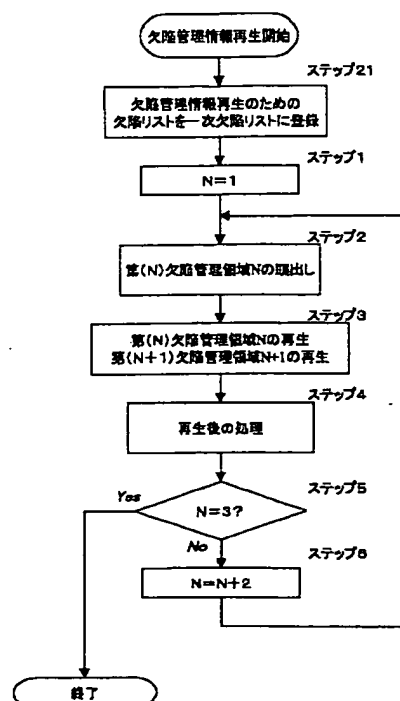 欠陥管理情報再生開始
ステップ21
欠陥管理情報再生のための
欠陥リストを一次欠陥リストに登録
ステップ1
N=1
ステップ2
第(N)欠陥管理領域Nの頭出し
ステップ3
第(N)欠陥管理領域Nの再生
第(N+1)欠陥管理領域N+1の再生
ステップ4
再生後の処理
ステップ5
N=3?
Yes
No
ステップ6
N=N+2
終了